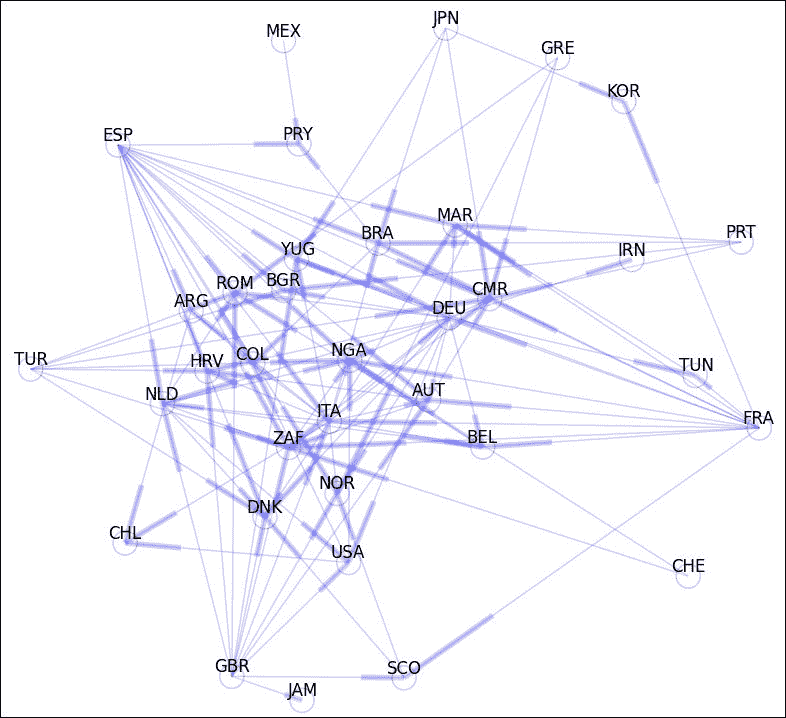 JPN
MEX
GRE
KOR
ESP
PRY
MAR
BRA
PRT
YUG
IRN
ROM
BGR
CMR
ARG
DEU
NGA
COL
TUR
HRV
TUN
NLD
AUT
ITA
FRA
ZAF
BEL
NOR
DNK
CHL
USA
CHE
GBR
SCO
JAM